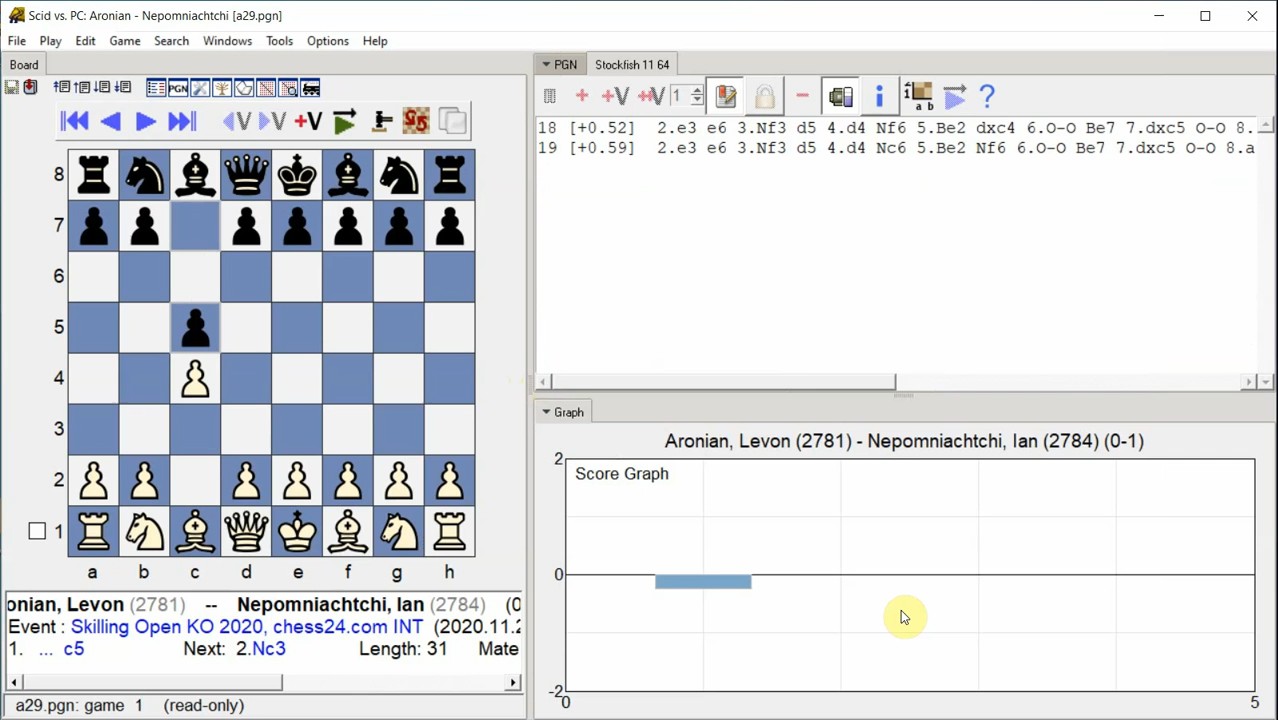 Scid vs. PC: Aronian - Nepomniachtchi [a29.pgn]
File Play Edit Game Search Windows Tools Options Help
Board
PGN Stockfish 11 64
PGN
+V
+ +V +V 1 - i a b ?
18 [+0.52] 2.e3 e6 3.Nf3 d5 4.d4 Nf6 5.Be2 dxc4 6.O-O Be7 7.dxc5 O-O 8.
19 [+0.59] 2.e3 e6 3.Nf3 d5 4.d4 Nc6 5.Be2 Nf6 6.O-O Be7 7.dxc5 O-O 8.a
8
7
6
5
4
3
2
1
a b c d e f g h
Graph
Aronian, Levon (2781) - Nepomniachtchi, Ian (2784) (0-1)
Score Graph
2
0
-2
0 5
onian, Levon (2781) -- Nepomniachtchi, Ian (2784) (0
Event : Skilling Open KO 2020, chess24.com INT (2020.11.2
1. ... c5 Next: 2.Nc3 Length: 31 Mate
a29.pgn: game 1 (read-only)